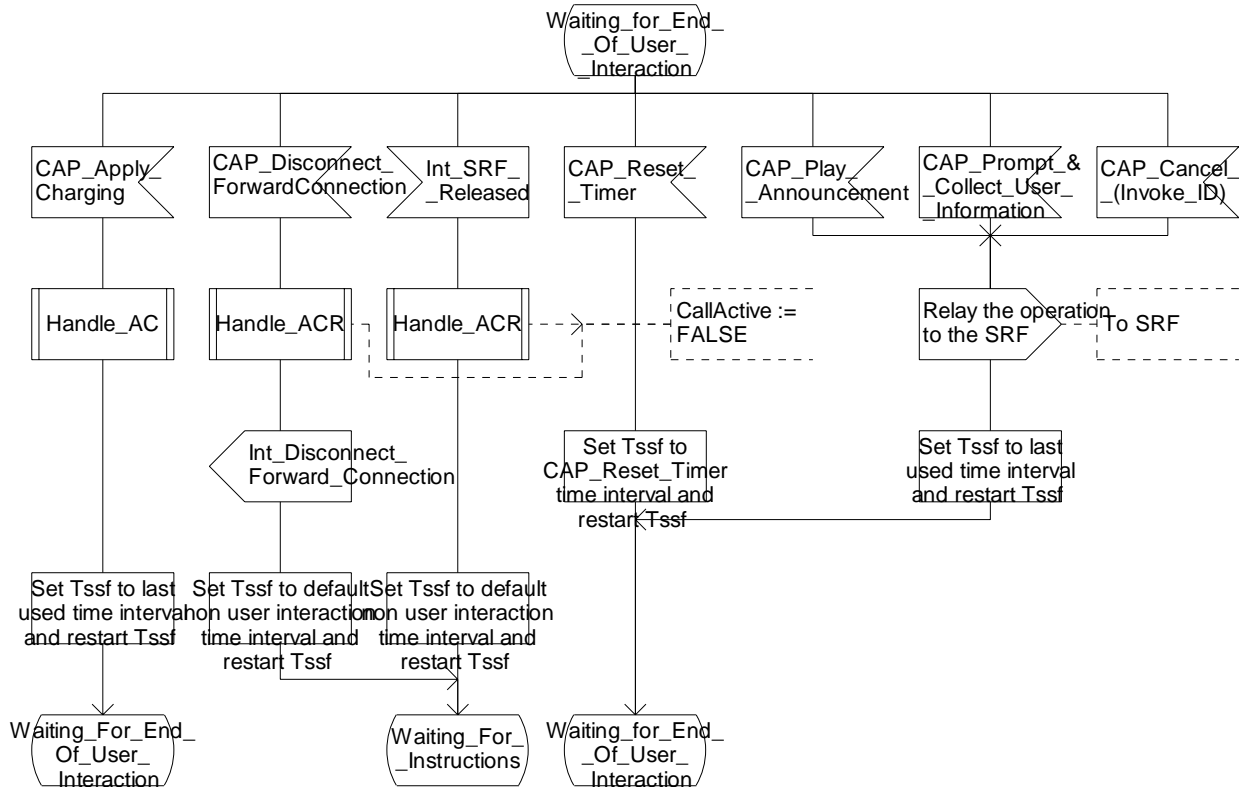 Waiting_for_End_
_Of_User_
_Interaction
CAP_Apply_
Charging
CAP_Disconnect_
ForwardConnection
Int_SRF_
_Released
CAP_Reset_
_Timer
CAP_Play_
_Announcement
CAP_Prompt_&
_Collect_User_
_Information
CAP_Cancel_
_(Invoke_ID)
Handle_AC
Handle_ACR
Handle_ACR
CallActive :=
FALSE
Relay the operation
to the SRF
To SRF
Int_Disconnect_
Forward_Connection
Set Tssf to
CAP_Reset_Timer
time interval and
restart Tssf
Set Tssf to last
used time interval
and restart Tssf
Set Tssf to last
used time interval
and restart Tssf
Set Tssf to default
non user interaction
time interval and
restart Tssf
Set Tssf to default
non user interaction
time interval and
restart Tssf
Waiting_For_End_
_Of_User_
_Interaction
Waiting_For_
_Instructions
Waiting_for_End_
_Of_User_
_Interaction